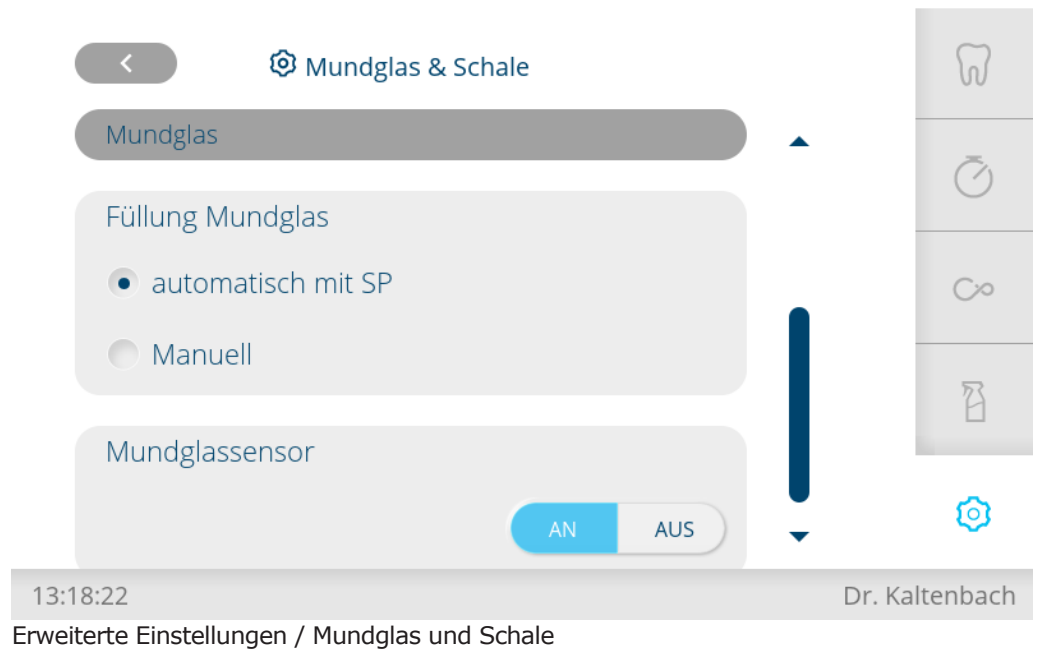 Mundglas & Schale
Mundglas
Füllung Mundglas
automatisch mit SP
Manuell
Mundglassensor
AN AUS
13:18:22 Dr. Kaltenbach
Erweiterte Einstellungen / Mundglas und Schale